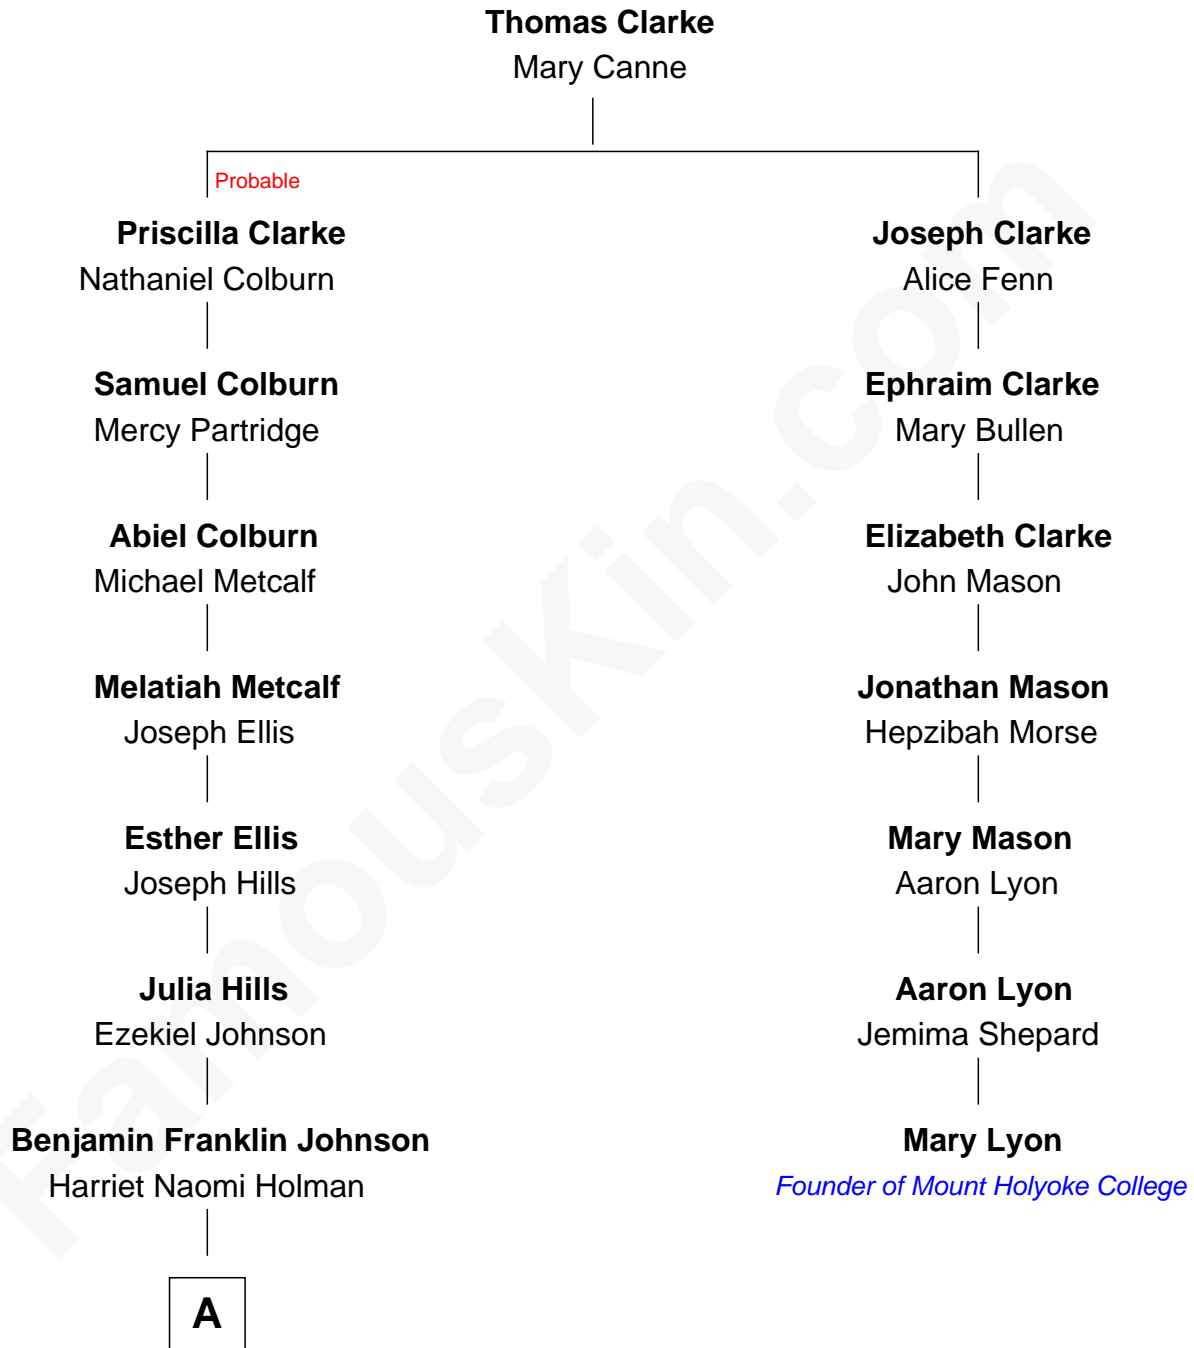 Thomas Clarke
Mary Canne
Probable
Priscilla Clarke
Nathaniel Colburn
Joseph Clarke
Alice Fenn
Samuel Colburn
Mercy Partridge
Ephraim Clarke
Mary Bullen
Abiel Colburn
Michael Metcalf
Elizabeth Clarke
John Mason
Melatiah Metcalf
Joseph Ellis
Jonathan Mason
Hepzibah Morse
Esther Ellis
Joseph Hills
Mary Mason
Aaron Lyon
Julia Hills
Ezekiel Johnson
Aaron Lyon
Jemima Shepard
Benjamin Franklin Johnson
Harriet Naomi Holman
Mary Lyon
Founder of Mount Holyoke College
A
FamousKin.com